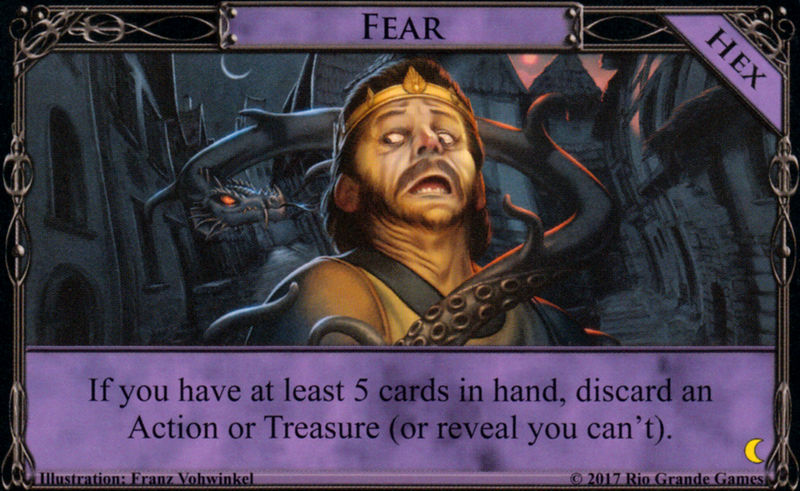 FEAR
HEX
If you have at least 5 cards in hand, discard an
Action or Treasure (or reveal you can't).
Illustration: Franz Vohwinkel
© 2017 Rio Grande Games